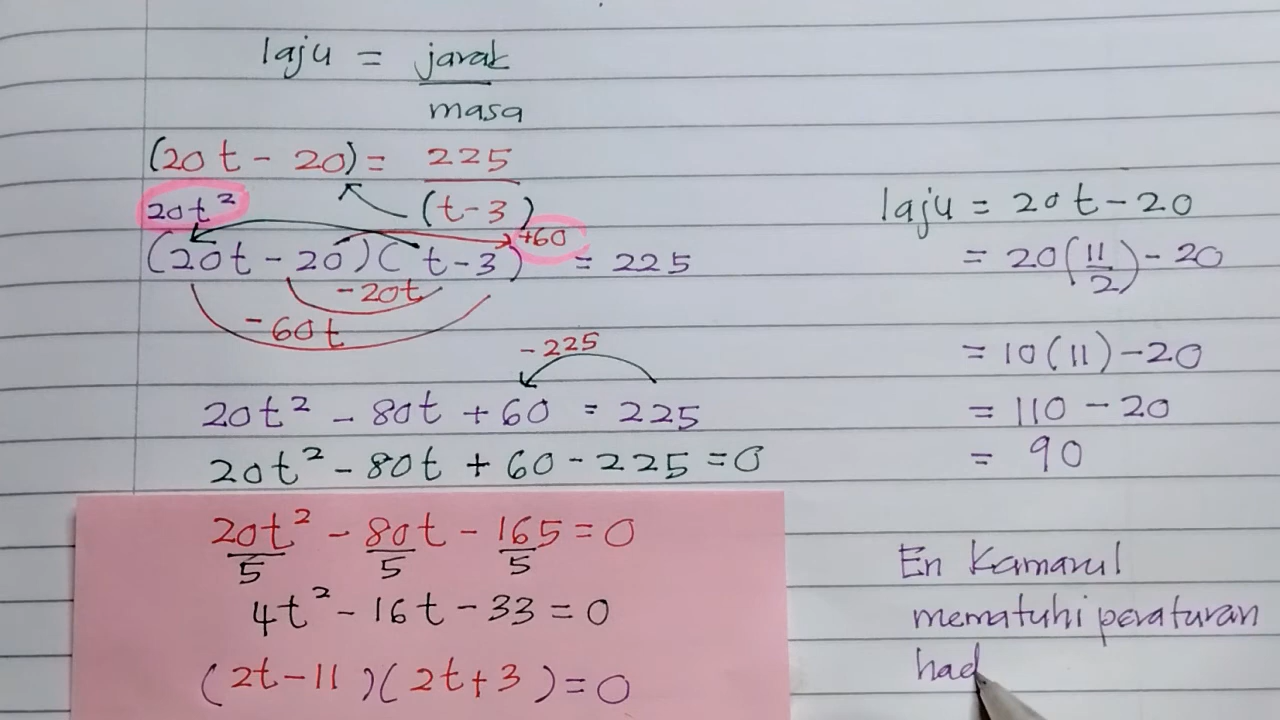 laju = jarak
masa
(20t - 20) = 225
(t-3)
20t²
+60
(20t - 20)( t-3) = 225
-20t
-60t
-225
20t² - 80t + 60 = 225
20t² - 80t + 60 - 225 = 0
20t² - 80t - 165 = 0
5 5 5
4t² - 16t - 33 = 0
(2t-11)(2t+3) = 0
laju = 20t - 20
= 20(11/2) - 20
= 10(11) - 20
= 110 - 20
= 90
En Kamarul
mematuhi peraturan
had